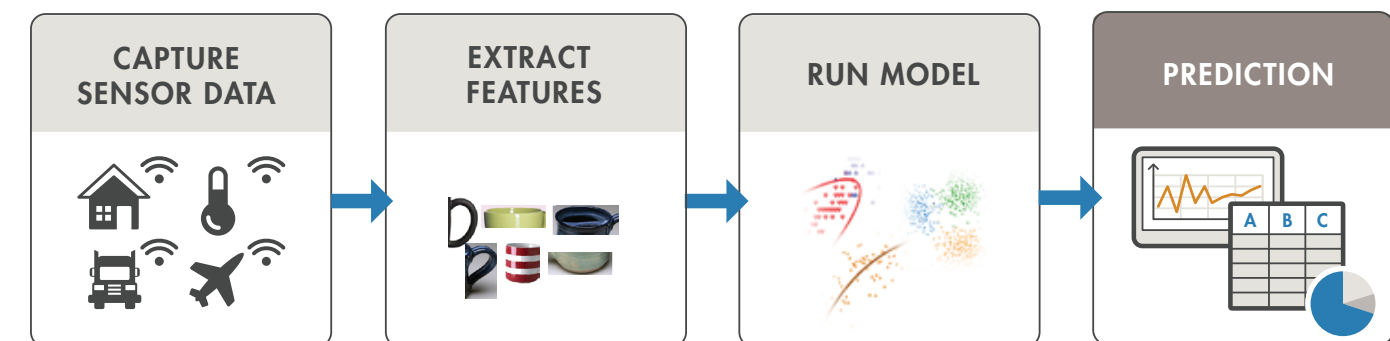 CAPTURE
SENSOR DATA
EXTRACT
FEATURES
RUN MODEL
PREDICTION
A B C